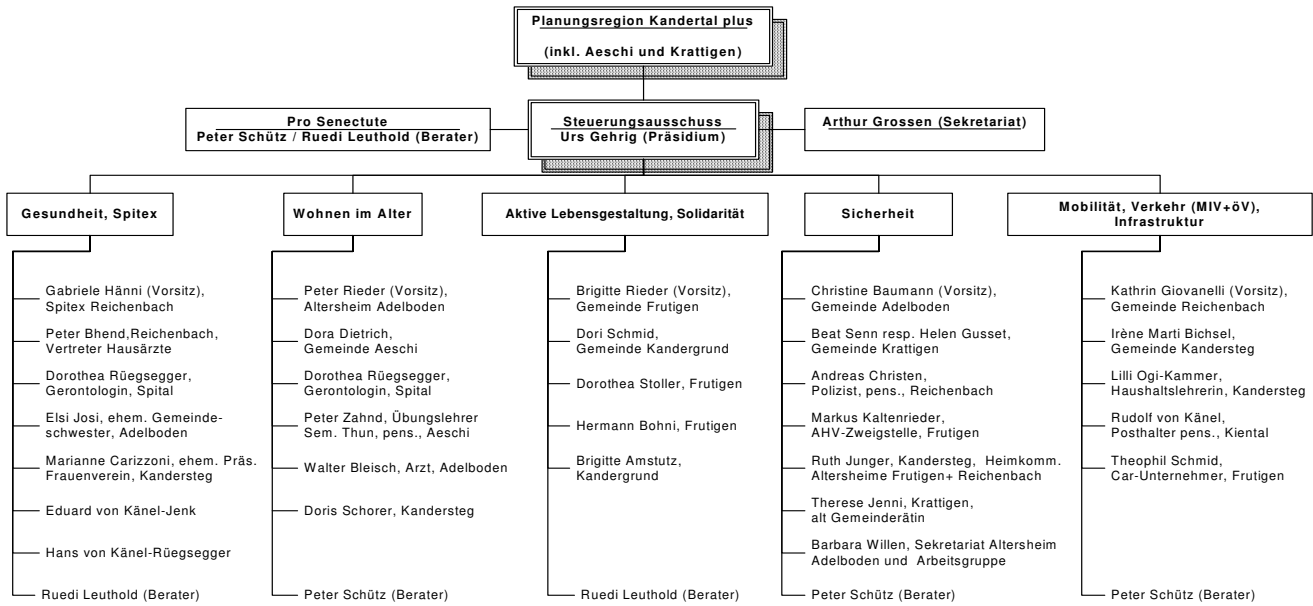 Planungsregion Kandertal plus
(inkl. Aeschi und Krattigen)
Pro Senectute
Peter Schütz / Ruedi Leuthold (Berater)
Steuerungsausschuss
Urs Gehrig (Präsidium)
Arthur Grossen (Sekretariat)
Gesundheit, Spitex
Gabriele Hänni (Vorsitz),
Spitex Reichenbach
Peter Bhend,Reichenbach,
Vertreter Hausärzte
Dorothea Rüegsegger,
Gerontologin, Spital
Elsi Josi, ehem. Gemeinde-
schwester, Adelboden
Marianne Carizzoni, ehem. Präs.
Frauenverein, Kandersteg
Eduard von Känel-Jenk
Hans von Känel-Rüegsegger
Ruedi Leuthold (Berater)
Wohnen im Alter
Peter Rieder (Vorsitz),
Altersheim Adelboden
Dora Dietrich,
Gemeinde Aeschi
Dorothea Rüegsegger,
Gerontologin, Spital
Peter Zahnd, Übungslehrer
Sem. Thun, pens., Aeschi
Walter Bleisch, Arzt, Adelboden
Doris Schorer, Kandersteg
Peter Schütz (Berater)
Aktive Lebensgestaltung, Solidarität
Brigitte Rieder (Vorsitz),
Gemeinde Frutigen
Dori Schmid,
Gemeinde Kandergrund
Dorothea Stoller, Frutigen
Hermann Bohni, Frutigen
Brigitte Amstutz,
Kandergrund
Ruedi Leuthold (Berater)
Sicherheit
Christine Baumann (Vorsitz),
Gemeinde Adelboden
Beat Senn resp. Helen Gusset,
Gemeinde Krattigen
Andreas Christen,
Polizist, pens., Reichenbach
Markus Kaltenrieder,
AHV-Zweigstelle, Frutigen
Ruth Junger, Kandersteg, Heimkomm.
Altersheime Frutigen+ Reichenbach
Therese Jenni, Krattigen,
alt Gemeinderätin
Barbara Willen, Sekretariat Altersheim
Adelboden und Arbeitsgruppe
Peter Schütz (Berater)
Mobilität, Verkehr (MIV+öV),
Infrastruktur
Kathrin Giovanelli (Vorsitz),
Gemeinde Reichenbach
Irène Marti Bichsel,
Gemeinde Kandersteg
Lilli Ogi-Kammer,
Haushaltslehrerin, Kandersteg
Rudolf von Känel,
Posthalter pens., Kiental
Theophil Schmid,
Car-Unternehmer, Frutigen
Peter Schütz (Berater)